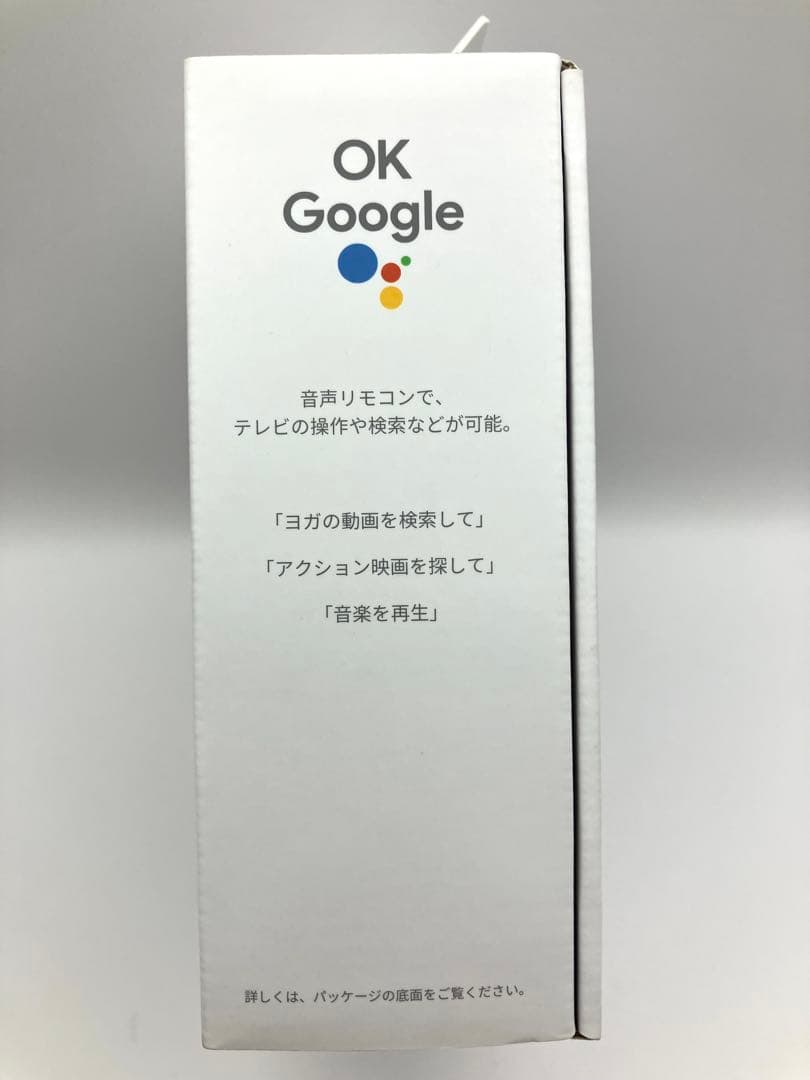 OK
Google
音声リモコンで、
テレビの操作や検索などが可能。
「ヨガの動画を検索して」
「アクション映画を探して」
「音楽を再生」
詳しくは、パッケージの底面をご覧ください。